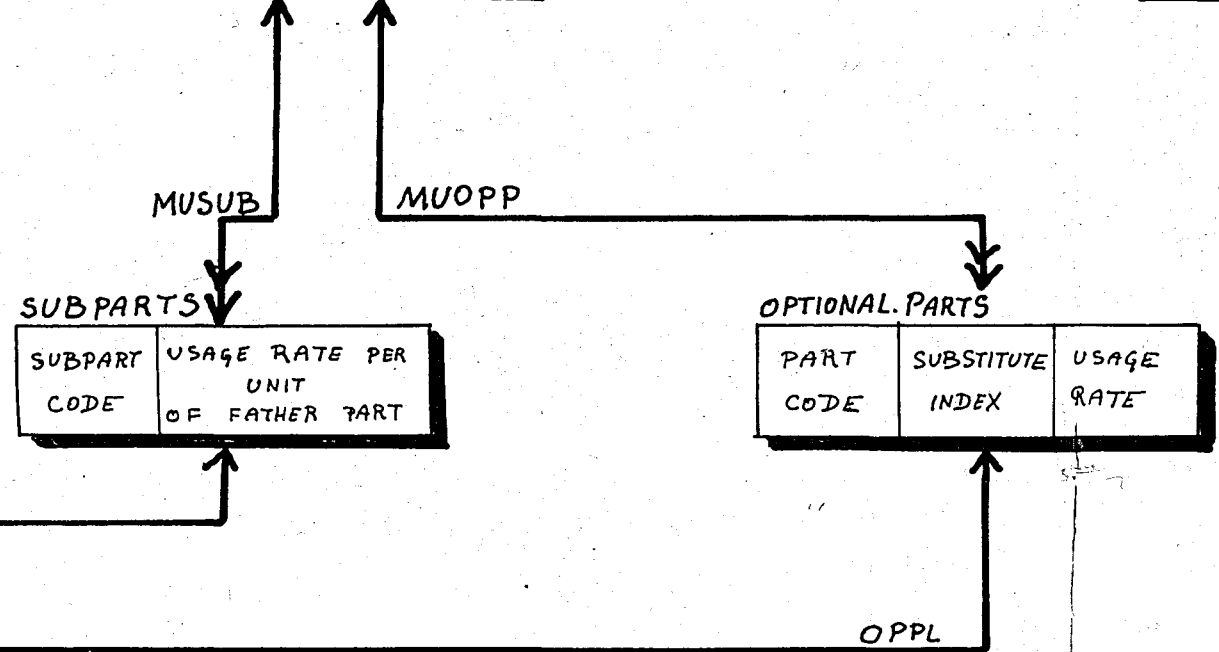 MUSUB
MUOPP
SUBPARTS
OPTIONAL. PARTS
SUBPART
CODE
USAGE RATE PER
UNIT
OF FATHER PART
PART
CODE
SUBSTITUTE
INDEX
USAGE
RATE
OPPL